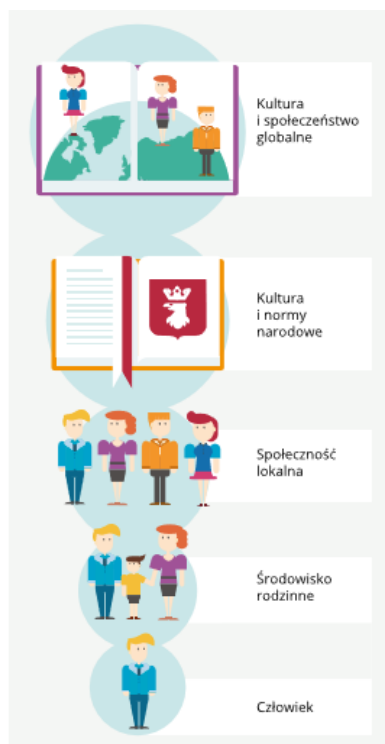 Kultura
i społeczeństwo
globalne
Kultura
i normy
narodowe
Społeczność
lokalna
Środowisko
rodzinne
Człowiek